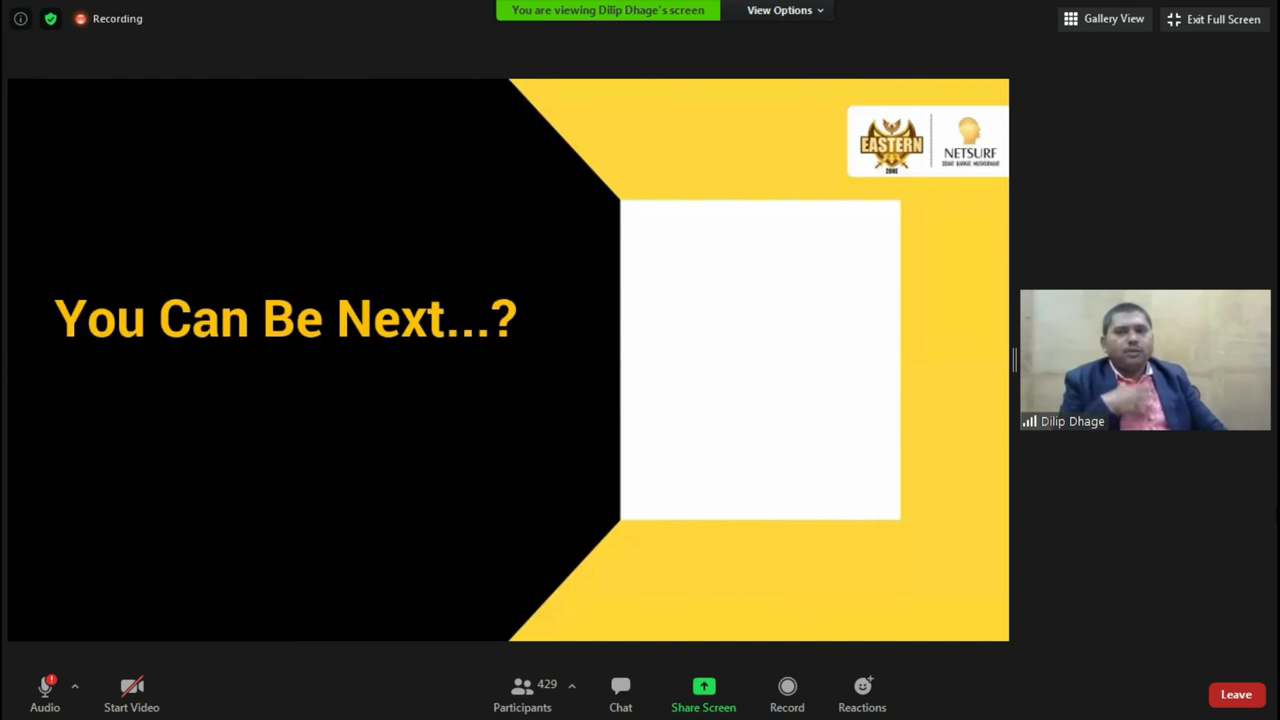 Recording
You are viewing Dilip Dhage's screen
View Options
Gallery View
Exit Full Screen
EASTERN
ZONE
NETSURF
You Can Be Next...?
Dilip Dhage
Audio
Start Video
429
Participants
Chat
Share Screen
Record
Reactions
Leave